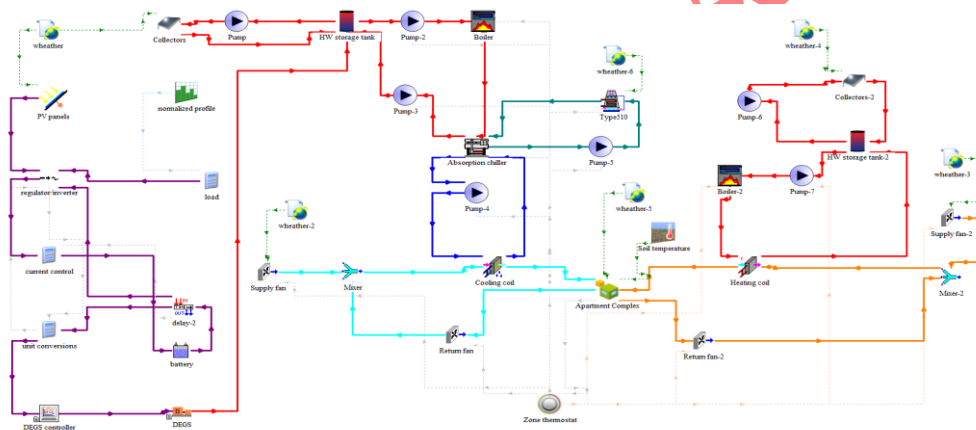 wheather
Collectors
Pump
HW storage tank
Pump-2
Boiler
wheather-4
wheather-6
Collectors-2
PV panels
normalized profile
Pump-3
Type510
Pump-6
Absorption chiller
Pump-5
HW storage tank-2
wheather-3
regulator inverter
load
Pump-4
Boiler-2
Pump-7
wheather-2
wheather-5
Supply fan-2
Soil temperature
current control
Supply fan
Mixer
Cooling coil
Apartment Complex
Heating coil
Mixer-2
OUT
delay-2
unit conversions
battery
Return fan
Return fan-2
DEGS controller
DEGS
Zone thermostat